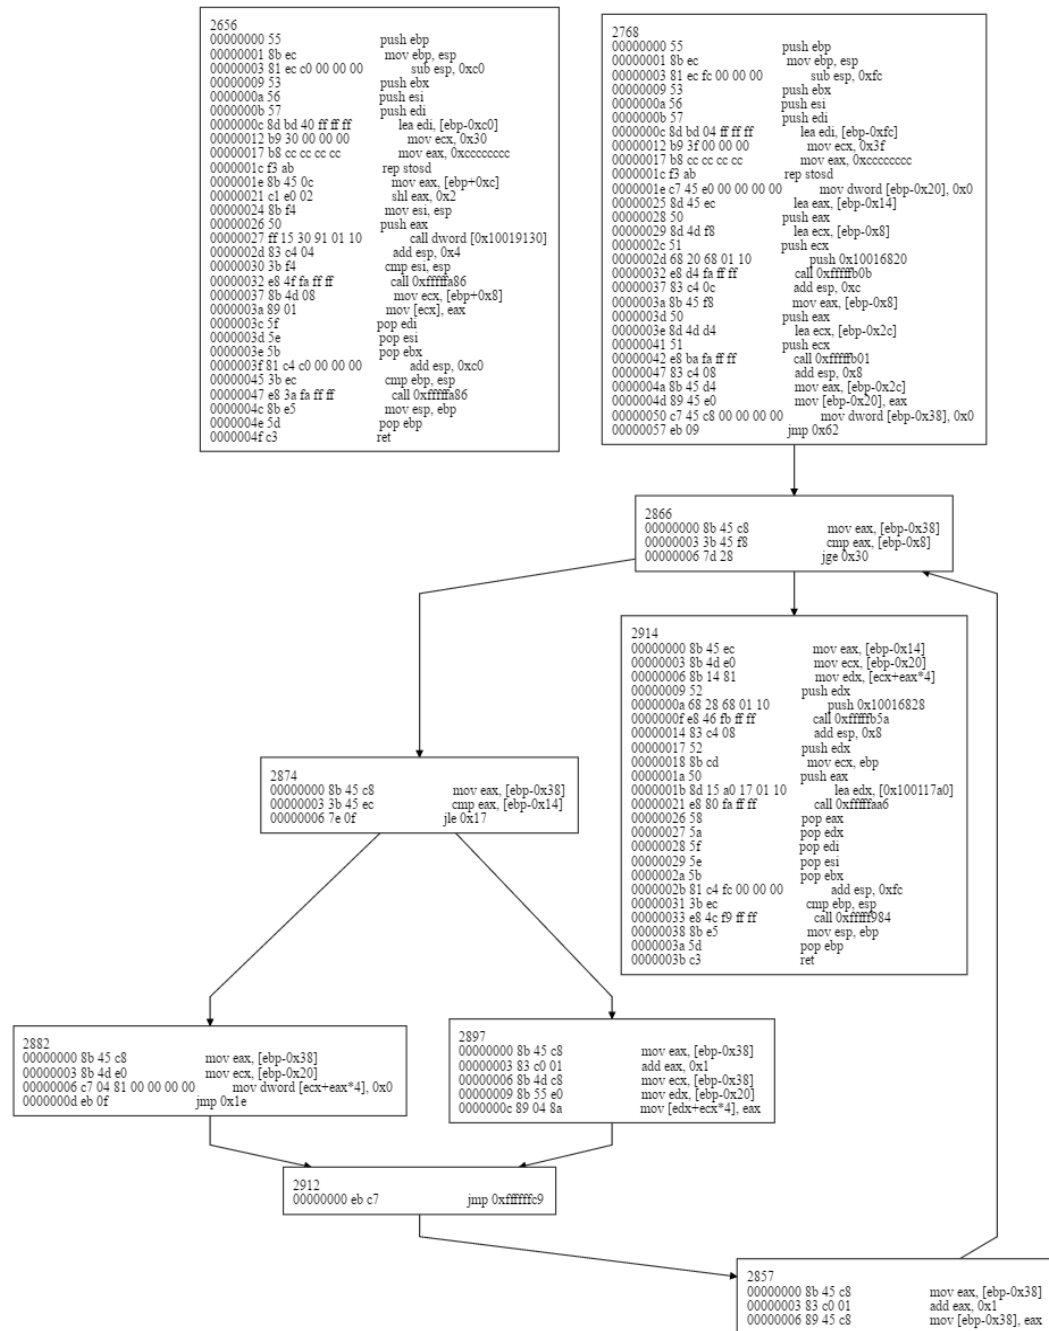 2656
00000000 55 push ebp
00000001 8b ec mov ebp, esp
00000003 81 ec c0 00 00 00 sub esp, 0xc0
00000009 53 push ebx
0000000a 56 push esi
0000000b 57 push edi
0000000c 8d bd 40 ff ff ff lea edi, [ebp-0xc0]
00000012 b9 30 00 00 00 mov ecx, 0x30
00000017 b8 cc cc cc cc mov eax, 0xcccccccc
0000001c f3 ab rep stosd
0000001e 8b 45 0c mov eax, [ebp+0xc]
00000021 c1 e0 02 shl eax, 0x2
00000024 8b f4 mov esi, esp
00000026 50 push eax
00000027 ff 15 30 91 01 10 call dword [0x10019130]
0000002d 83 c4 04 add esp, 0x4
00000030 3b f4 cmp esi, esp
00000032 e8 4f fa ff ff call 0xfffffa86
00000037 8b 4d 08 mov ecx, [ebp+0x8]
0000003a 89 01 mov [ecx], eax
0000003c 5f pop edi
0000003d 5e pop esi
0000003e 5b pop ebx
0000003f 81 c4 c0 00 00 00 add esp, 0xc0
00000045 3b ec cmp ebp, esp
00000047 e8 3a fa ff ff call 0xfffffa86
0000004c 8b e5 mov esp, ebp
0000004e 5d pop ebp
0000004f c3 ret
2768
00000000 55 push ebp
00000001 8b ec mov ebp, esp
00000003 81 ec fc 00 00 00 sub esp, 0xfc
00000009 53 push ebx
0000000a 56 push esi
0000000b 57 push edi
0000000c 8d bd 04 ff ff ff lea edi, [ebp-0xfc]
00000012 b9 3f 00 00 00 mov ecx, 0x3f
00000017 b8 cc cc cc cc mov eax, 0xcccccccc
0000001c f3 ab rep stosd
0000001e c7 45 e0 00 00 00 00 mov dword [ebp-0x20], 0x0
00000025 8d 45 ec lea eax, [ebp-0x14]
00000028 50 push eax
00000029 8d 4d f8 lea ecx, [ebp-0x8]
0000002c 51 push ecx
0000002d 68 20 68 01 10 push 0x10016820
00000032 e8 d4 fa ff ff call 0xfffffb0b
00000037 83 c4 0c add esp, 0xc
0000003a 8b 45 f8 mov eax, [ebp-0x8]
0000003d 50 push eax
0000003e 8d 4d d4 lea ecx, [ebp-0x2c]
00000041 51 push ecx
00000042 e8 ba fa ff ff call 0xfffffb01
00000047 83 c4 08 add esp, 0x8
0000004a 8b 45 d4 mov eax, [ebp-0x2c]
0000004d 89 45 e0 mov [ebp-0x20], eax
00000050 c7 45 c8 00 00 00 00 mov dword [ebp-0x38], 0x0
00000057 eb 09 jmp 0x62
2866
00000000 8b 45 c8 mov eax, [ebp-0x38]
00000003 3b 45 f8 cmp eax, [ebp-0x8]
00000006 7d 28 jge 0x30
2914
00000000 8b 45 ec mov eax, [ebp-0x14]
00000003 8b 4d e0 mov ecx, [ebp-0x20]
00000006 8b 14 81 mov edx, [ecx+eax*4]
00000009 52 push edx
0000000a 68 28 68 01 10 push 0x10016828
0000000f e8 46 fb ff ff call 0xfffffb5a
00000014 83 c4 08 add esp, 0x8
00000017 52 push edx
00000018 8b cd mov ecx, ebp
0000001a 50 push eax
0000001b 8d 15 a0 17 01 10 lea edx, [0x100117a0]
00000021 e8 80 fa ff ff call 0xfffffaa6
00000026 58 pop eax
00000027 5a pop edx
00000028 5f pop edi
00000029 5e pop esi
0000002a 5b pop ebx
0000002b 81 c4 fc 00 00 00 add esp, 0xfc
00000031 3b ec cmp ebp, esp
00000033 e8 4c f9 ff ff call 0xfffff984
00000038 8b e5 mov esp, ebp
0000003a 5d pop ebp
0000003b c3 ret
2874
00000000 8b 45 c8 mov eax, [ebp-0x38]
00000003 3b 45 ec cmp eax, [ebp-0x14]
00000006 7e 0f jle 0x17
2882
00000000 8b 45 c8 mov eax, [ebp-0x38]
00000003 8b 4d e0 mov ecx, [ebp-0x20]
00000006 c7 04 81 00 00 00 00 mov dword [ecx+eax*4], 0x0
0000000d eb 0f jmp 0x1e
2897
00000000 8b 45 c8 mov eax, [ebp-0x38]
00000003 83 c0 01 add eax, 0x1
00000006 8b 4d c8 mov ecx, [ebp-0x38]
00000009 8b 55 e0 mov edx, [ebp-0x20]
0000000c 89 04 8a mov [edx+ecx*4], eax
2912
00000000 eb c7 jmp 0xffffffc9
2857
00000000 8b 45 c8 mov eax, [ebp-0x38]
00000003 83 c0 01 add eax, 0x1
00000006 89 45 c8 mov [ebp-0x38], eax